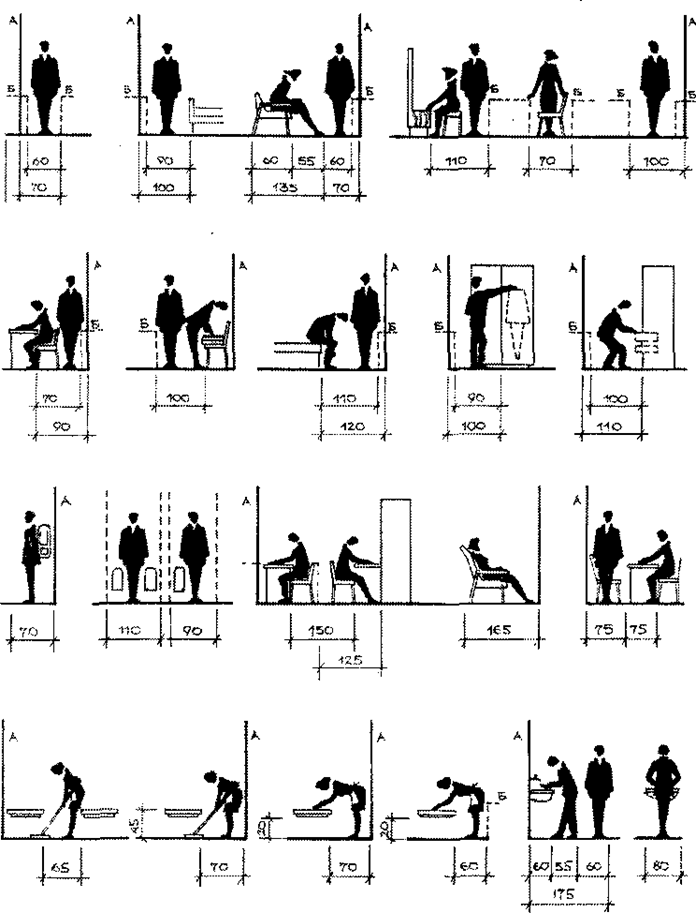 А А А А
Б Б Б Б Б Б Б Б
60 90 60 55 60 110 70 100
70 100 135 70
А А А А А
Б Б Б Б Б
70 100 110 90 100
90 120 100 110
А А А А
70 110 90 150 165 75 75
125
А А А А
Б
45 20 20
65 70 70 60 60 55 60 80
175